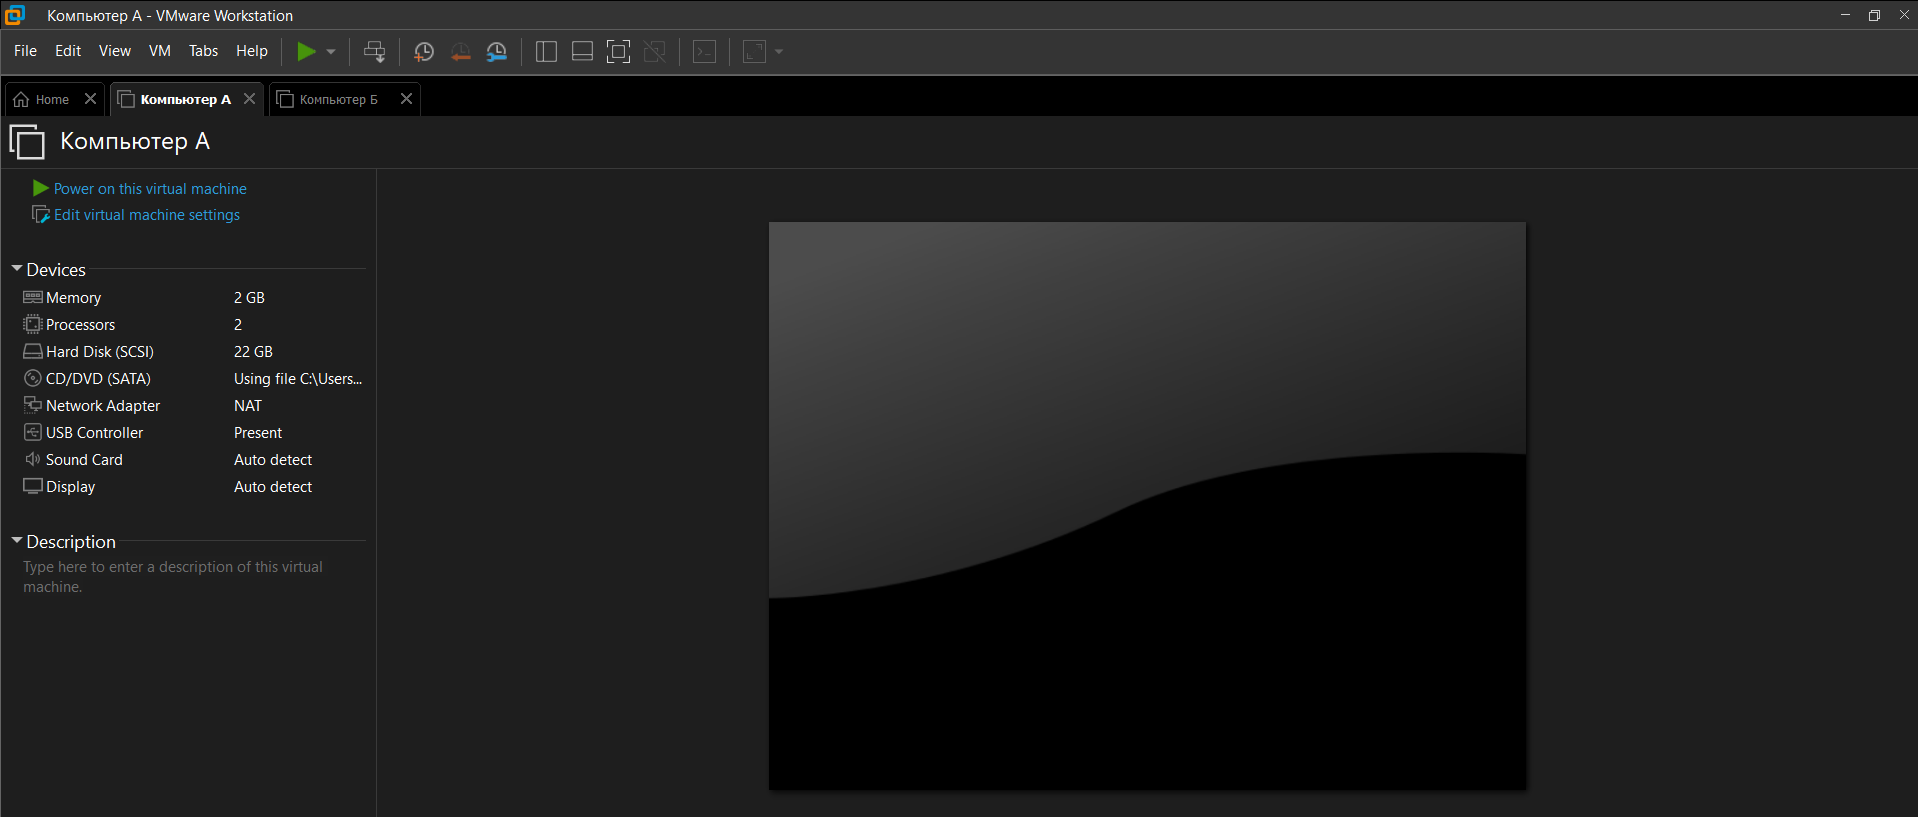 Компьютер А - VMware Workstation
File Edit View VM Tabs Help
Home Компьютер А Компьютер Б
Компьютер А
Power on this virtual machine
Edit virtual machine settings
Devices
Memory 2 GB
Processors 2
Hard Disk (SCSI) 22 GB
CD/DVD (SATA) Using file C:\Users...
Network Adapter NAT
USB Controller Present
Sound Card Auto detect
Display Auto detect
Description
Type here to enter a description of this virtual
machine.